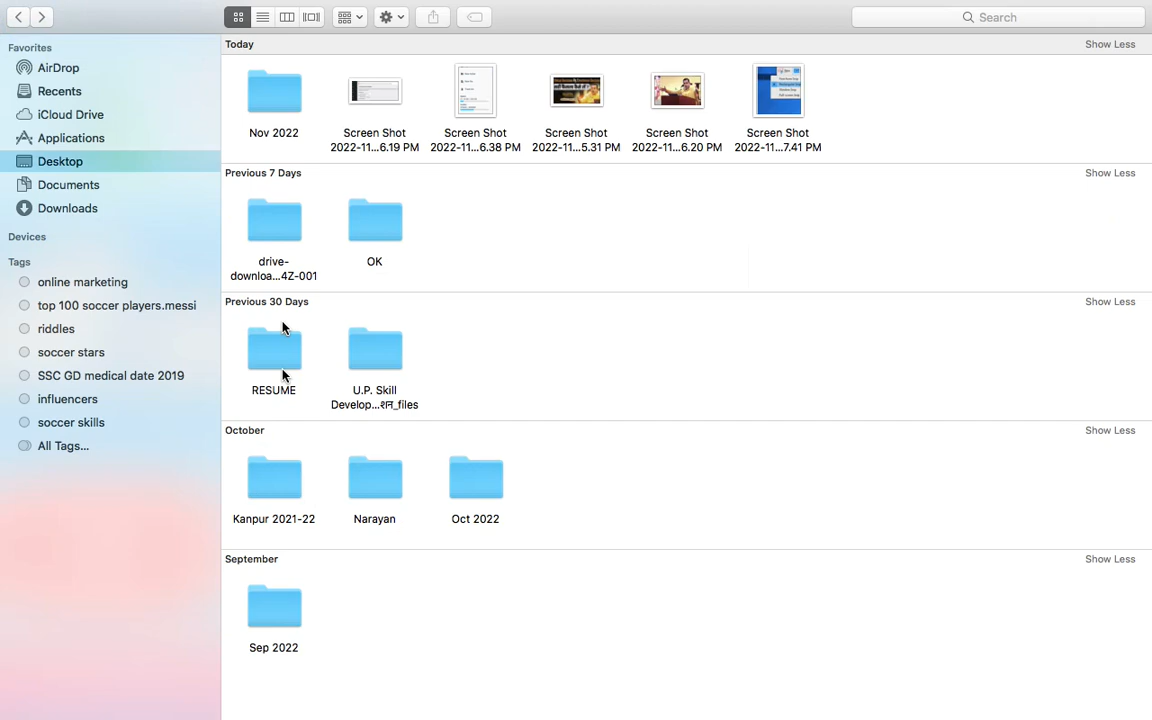 Search
Favorites
AirDrop
Recents
iCloud Drive
Applications
Desktop
Documents
Downloads
Devices
Tags
online marketing
top 100 soccer players.messi
riddles
soccer stars
SSC GD medical date 2019
influencers
soccer skills
All Tags...
Today
Show Less
Nov 2022
Screen Shot
2022-11...6.19 PM
Screen Shot
2022-11...6.38 PM
Screen Shot
2022-11...5.31 PM
Screen Shot
2022-11...6.20 PM
Screen Shot
2022-11...7.41 PM
Previous 7 Days
Show Less
drive-
downloa...4Z-001
OK
Previous 30 Days
Show Less
RESUME
U.P. Skill
Develop...शन_files
October
Show Less
Kanpur 2021-22
Narayan
Oct 2022
September
Show Less
Sep 2022